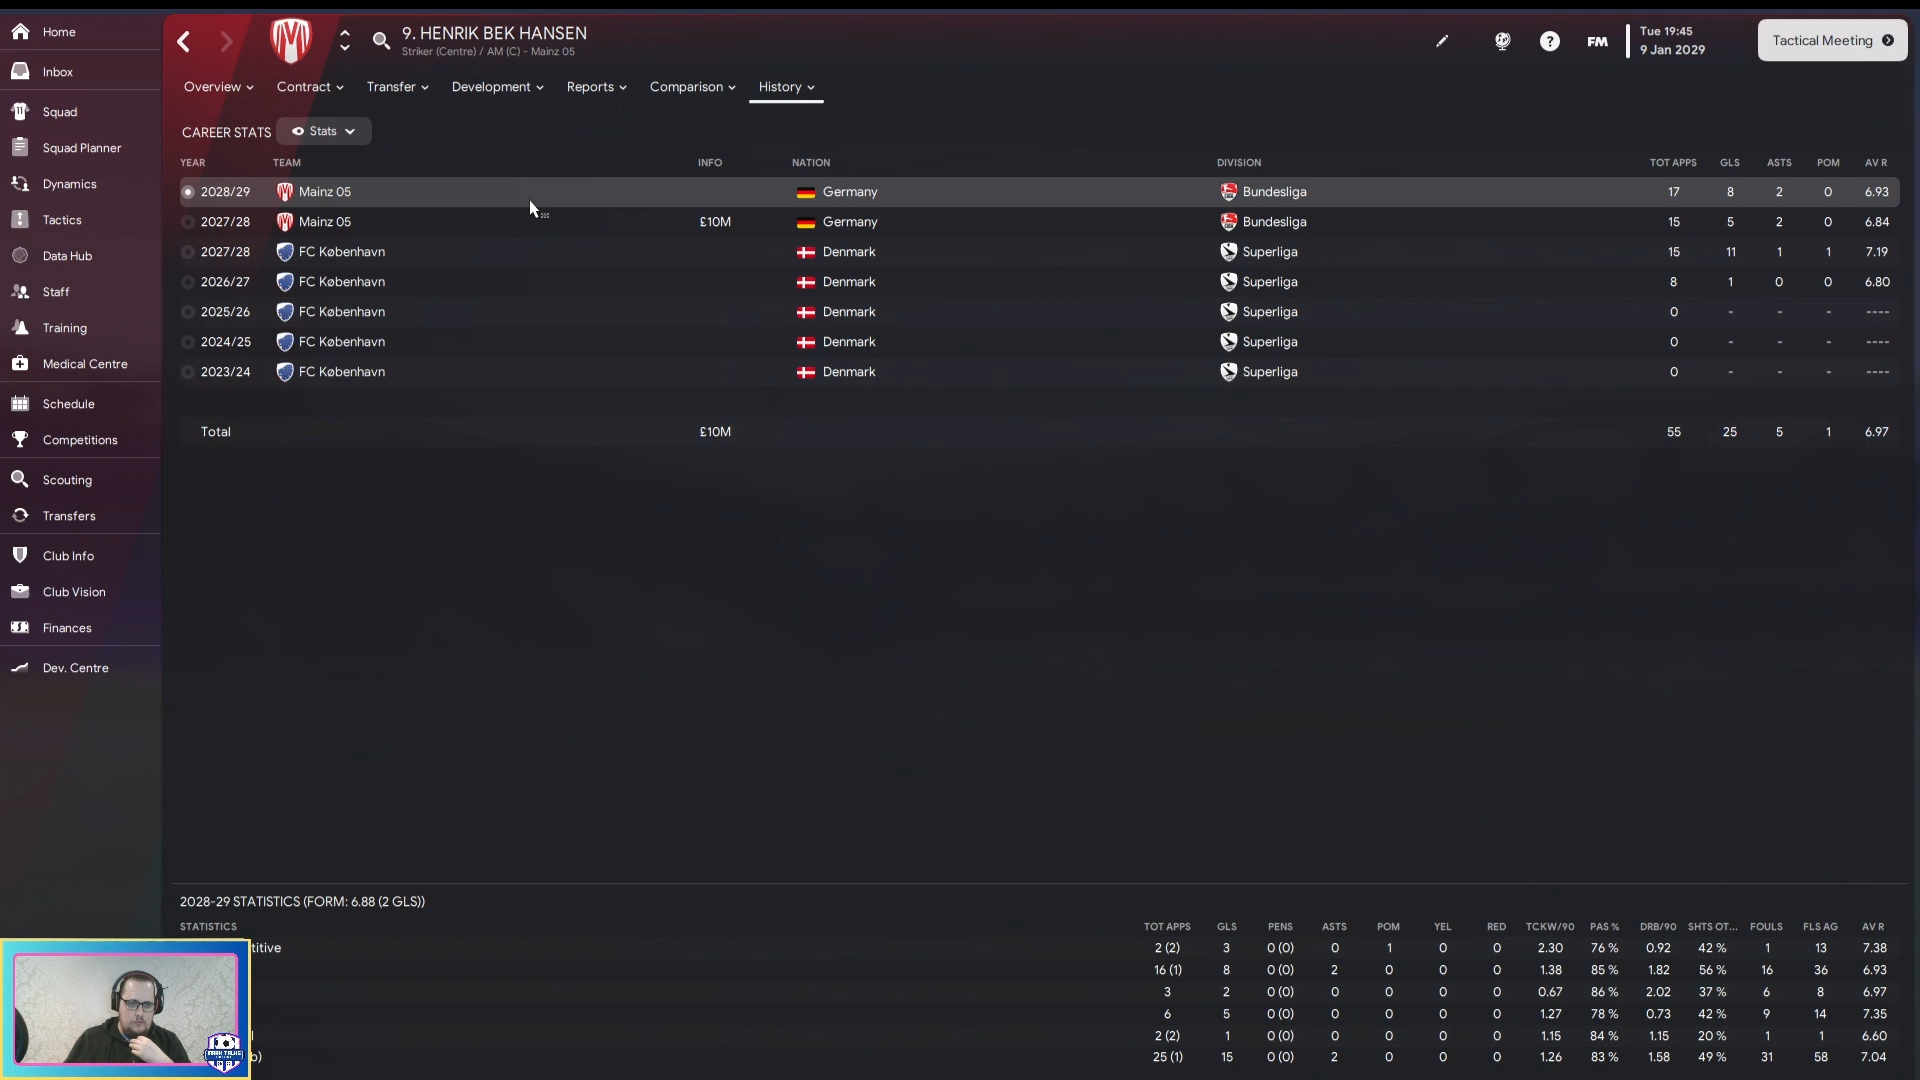 Home
Inbox
Squad
Squad Planner
Dynamics
Tactics
Data Hub
Staff
Training
Medical Centre
Schedule
Competitions
Scouting
Transfers
Club Info
Club Vision
Finances
Dev. Centre
9. HENRIK BEK HANSEN
Striker (Centre) / AM (C) - Mainz 05
? FM Tue 19:45
9 Jan 2029
Tactical Meeting
Overview Contract Transfer Development Reports Comparison History
CAREER STATS Stats
YEAR TEAM INFO NATION DIVISION TOT APPS GLS ASTS POM AV R
2028/29 Mainz 05 Germany Bundesliga 17 8 2 0 6.93
2027/28 Mainz 05 £10M Germany Bundesliga 15 5 2 0 6.84
2027/28 FC København Denmark Superliga 15 11 1 1 7.19
2026/27 FC København Denmark Superliga 8 1 0 0 6.80
2025/26 FC København Denmark Superliga 0 - - - ----
2024/25 FC København Denmark Superliga 0 - - - ----
2023/24 FC København Denmark Superliga 0 - - - ----
Total £10M 55 25 5 1 6.97
2028-29 STATISTICS (FORM: 6.88 (2 GLS))
STATISTICS TOT APPS GLS PENS ASTS POM YEL RED TCKW/90 PAS % DRB/90 SHTS OT... FOULS FLS AG AV R
titive 2 (2) 3 0 (0) 0 1 0 0 2.30 76 % 0.92 42 % 1 13 7.38
16 (1) 8 0 (0) 2 0 0 0 1.38 85 % 1.82 56 % 16 36 6.93
3 2 0 (0) 0 0 0 0 0.67 86 % 2.02 37 % 6 8 6.97
6 5 0 (0) 0 0 0 0 1.27 78 % 0.73 42 % 9 14 7.35
2 (2) 1 0 (0) 0 0 0 0 1.15 84 % 1.15 20 % 1 1 6.60
b) 25 (1) 15 0 (0) 2 0 0 0 1.26 83 % 1.58 49 % 31 58 7.04
MARK TALKS